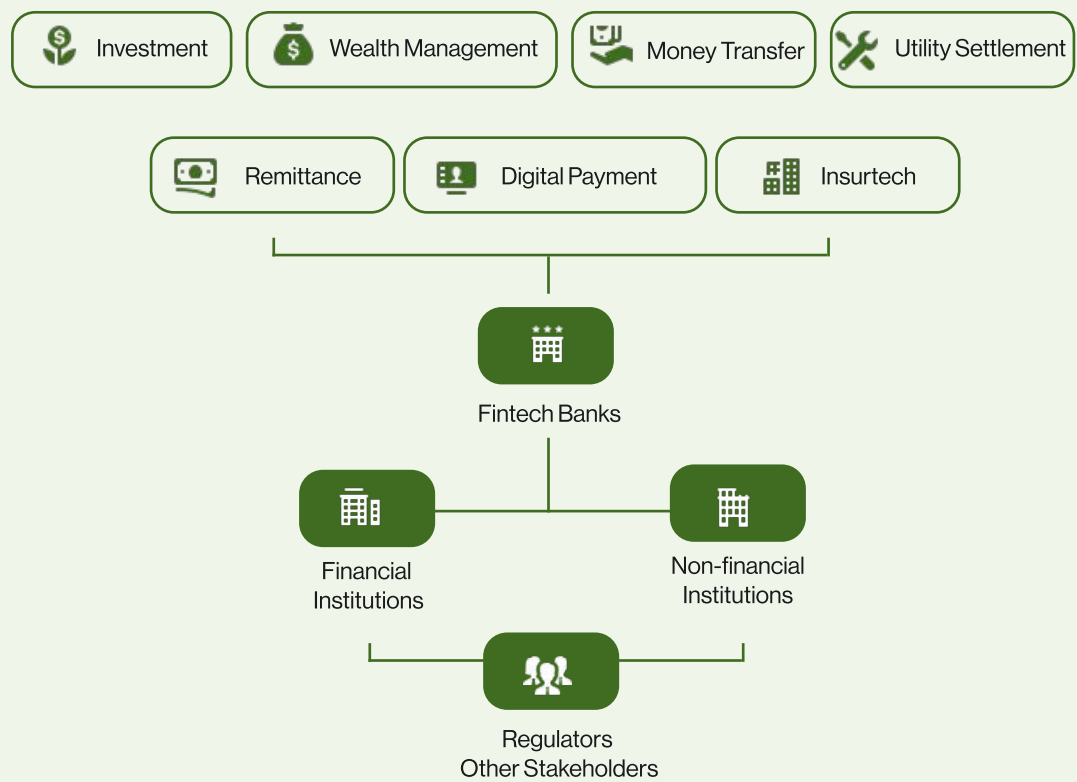 Investment
Wealth Management
Money Transfer
Utility Settlement
Remittance
Digital Payment
Insurtech
Fintech Banks
Financial
Institutions
Non-financial
Institutions
Regulators
Other Stakeholders